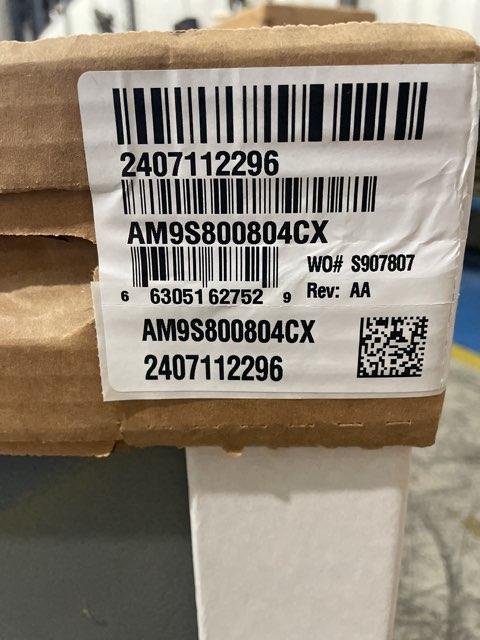 2407112296
AM9S800804CX
WO# S907807
6 63051 62752 9 Rev: AA
AM9S800804CX
2407112296